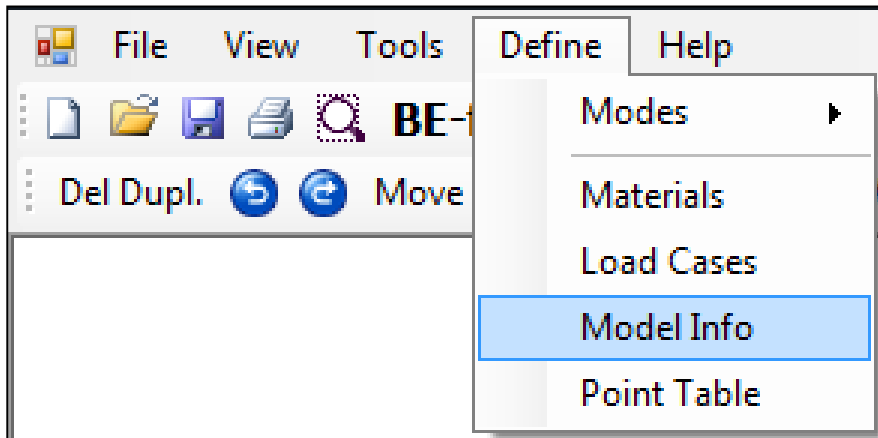 File View Tools Define Help
BE-
Modes
Del Dupl. Move
Materials
Load Cases
Model Info
Point Table